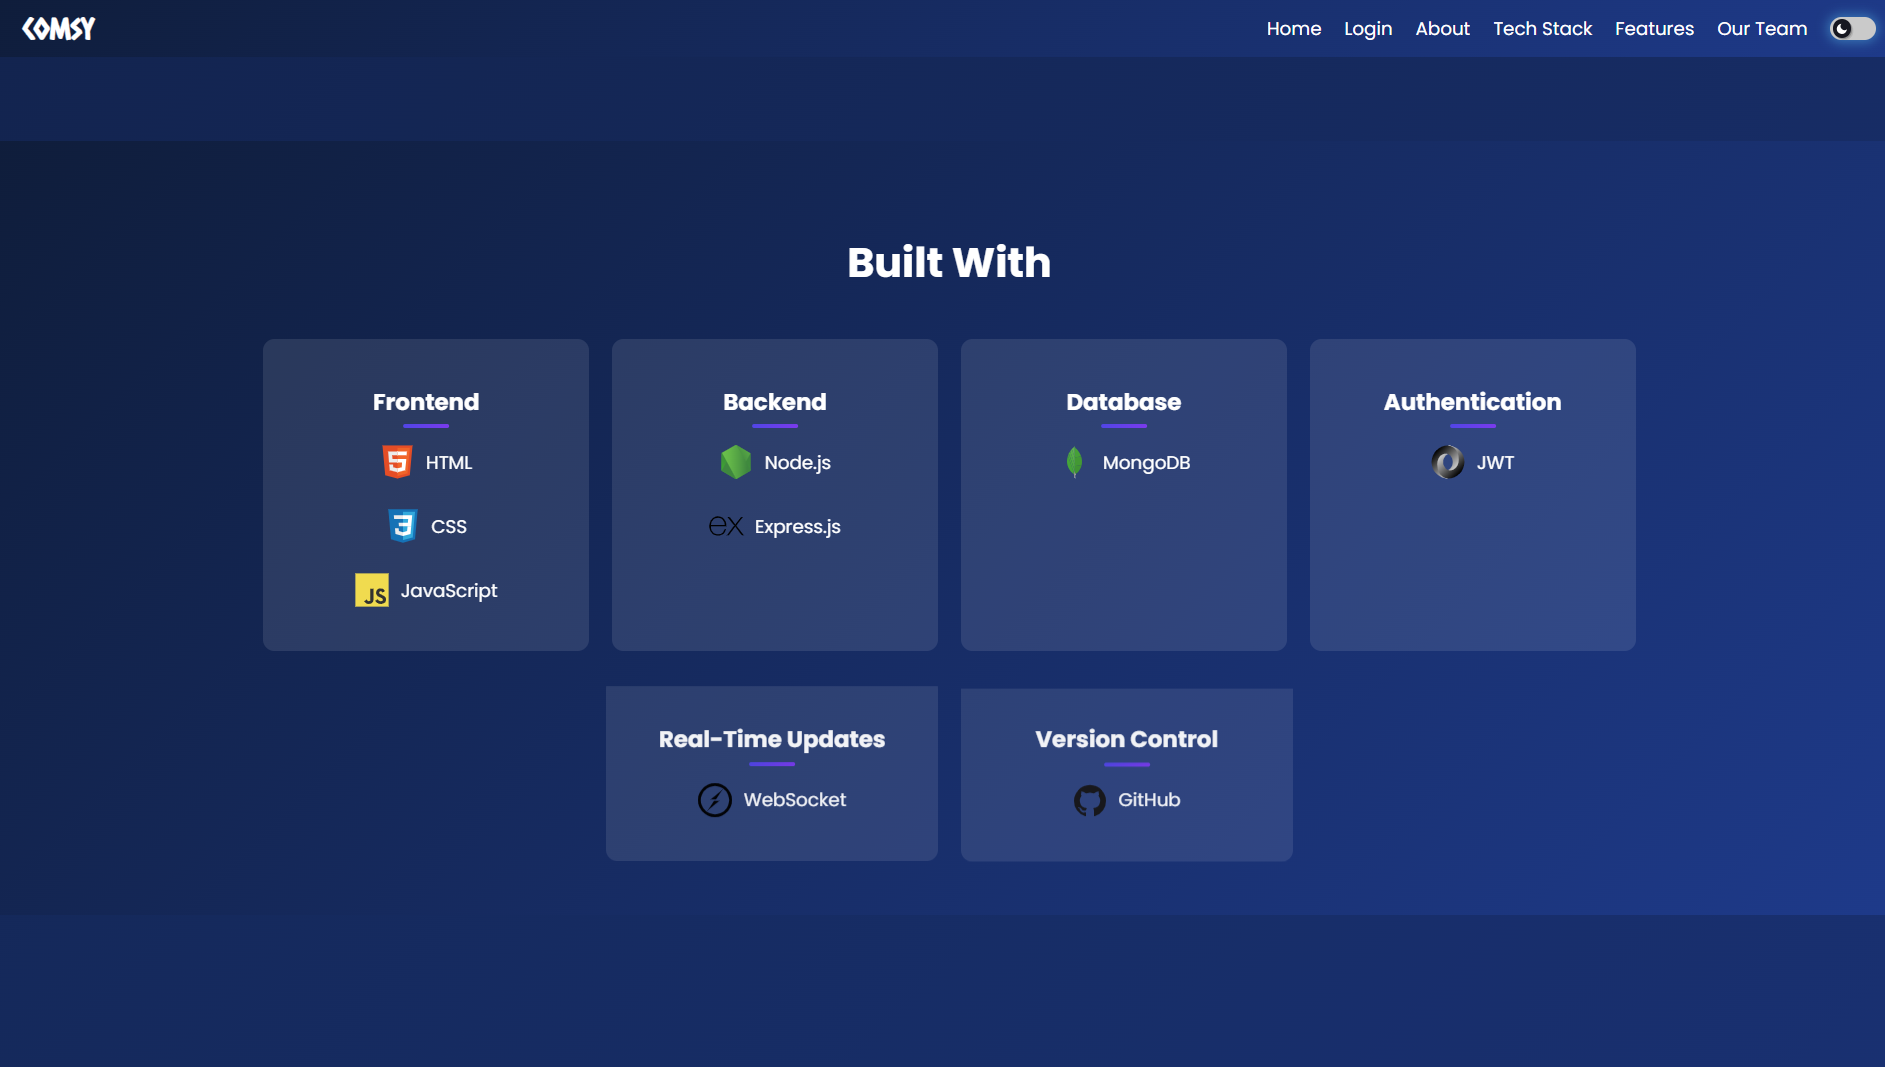 COMSY
Home Login About Tech Stack Features Our Team
Built With
Frontend
HTML
CSS
JS JavaScript
Backend
Node.js
ex Express.js
Database
MongoDB
Authentication
JWT
Real-Time Updates
WebSocket
Version Control
GitHub